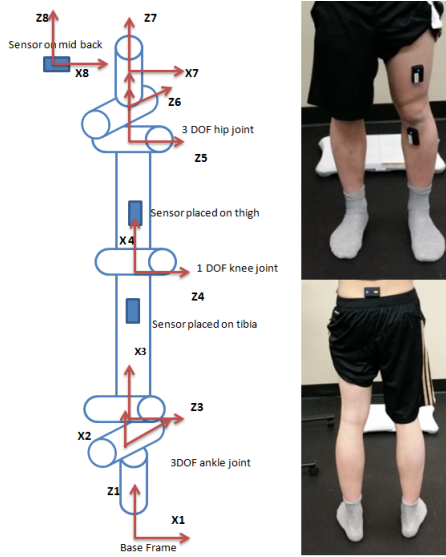 Z8
Z7
Sensor on mid back
X8
X7
Z6
3 DOF hip joint
Z5
Sensor placed on thigh
X4
1 DOF knee joint
Z4
Sensor placed on tibia
X3
Z3
X2
3DOF ankle joint
Z1
X1
Base Frame